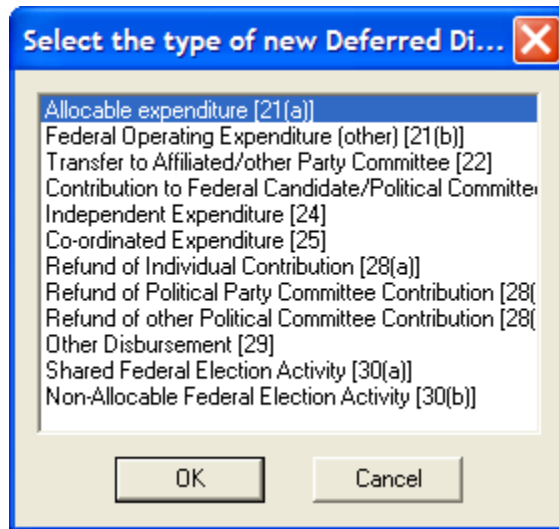 Select the type of new Deferred Di...
Allocable expenditure [21(a)]
Federal Operating Expenditure (other) [21(b)]
Transfer to Affiliated/other Party Committee [22]
Contribution to Federal Candidate/Political Committe
Independent Expenditure [24]
Co-ordinated Expenditure [25]
Refund of Individual Contribution [28(a)]
Refund of Political Party Committee Contribution [28(
Refund of other Political Committee Contribution [28(
Other Disbursement [29]
Shared Federal Election Activity [30(a)]
Non-Allocable Federal Election Activity [30(b)]
OK Cancel